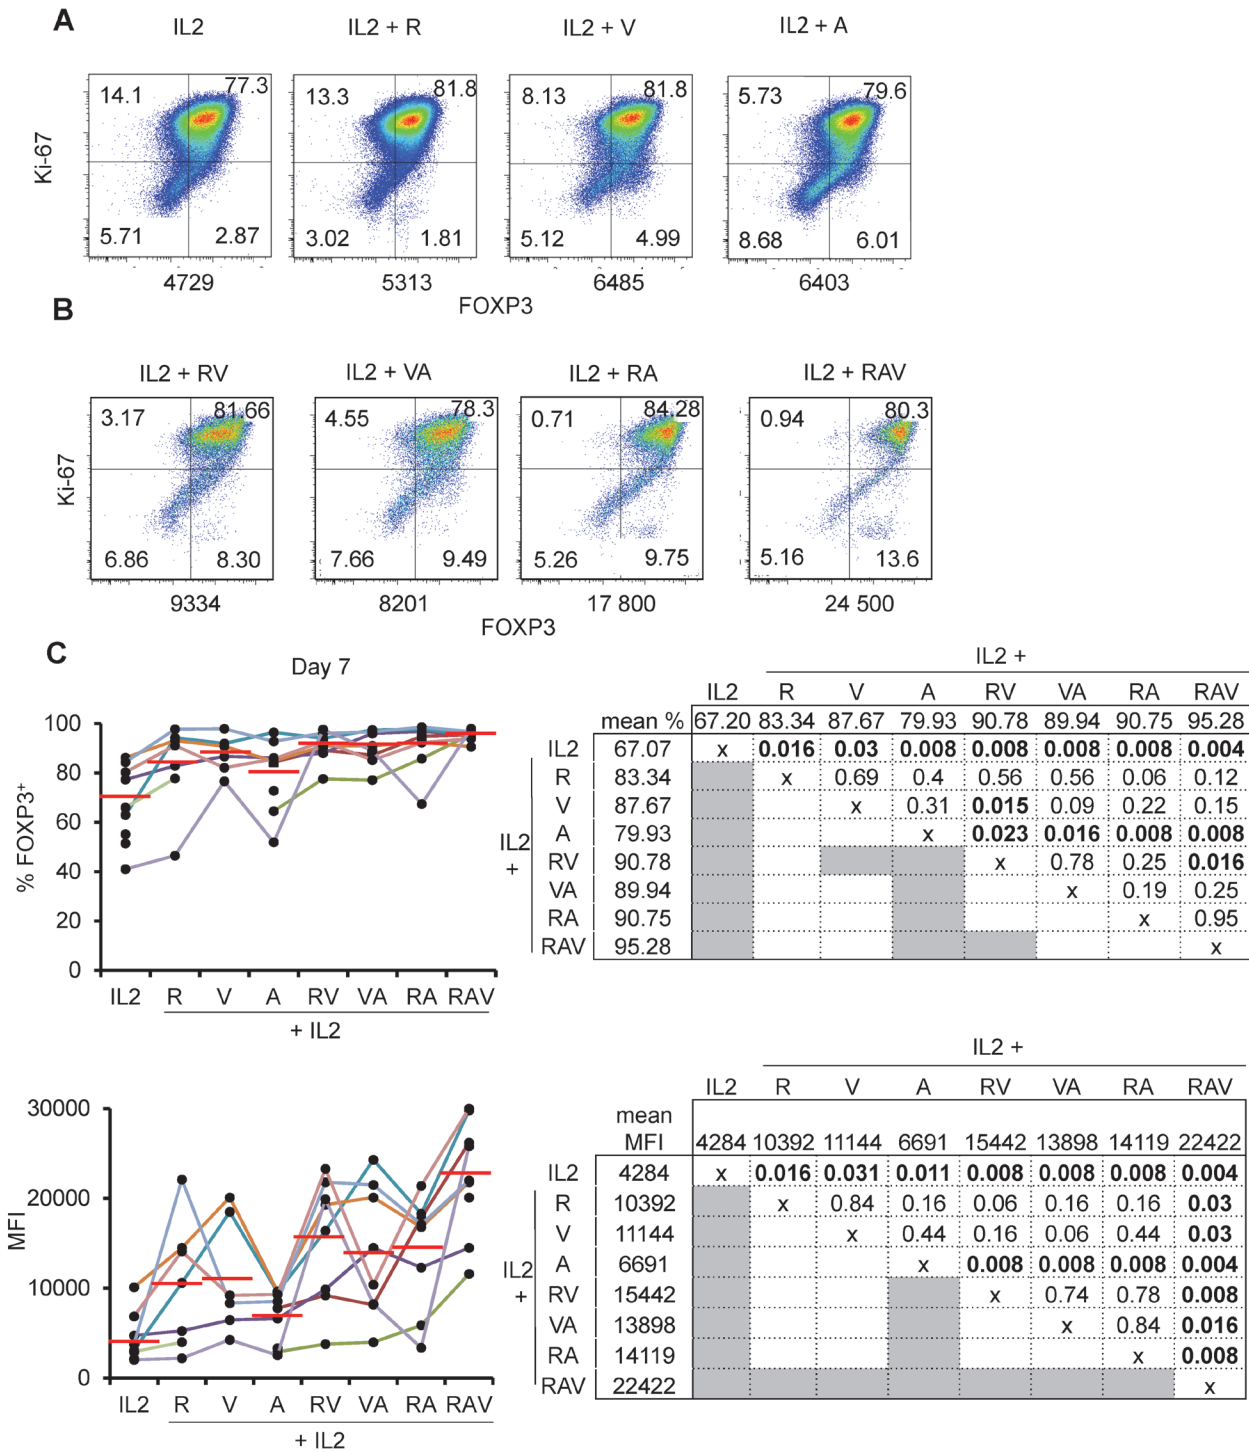 A
IL2 IL2 + R IL2 + V IL2 + A
14.1 77.3 13.3 81.8 8.13 81.8 5.73 79.6
Ki-67
5.71 2.87 3.02 1.81 5.12 4.99 8.68 6.01
4729 5313 6485 6403
FOXP3
B
IL2 + RV IL2 + VA IL2 + RA IL2 + RAV
3.17 81.66 4.55 78.3 0.71 84.28 0.94 80.3
Ki-67
6.86 8.30 7.66 9.49 5.26 9.75 5.16 13.6
9334 8201 17 800 24 500
FOXP3
C
Day 7
% FOXP3+
100
80
60
40
20
0
IL2 R V A RV VA RA RAV
+ IL2
IL2 +
IL2 R V A RV VA RA RAV
mean % 67.20 83.34 87.67 79.93 90.78 89.94 90.75 95.28
IL2 67.07 x 0.016 0.03 0.008 0.008 0.008 0.008 0.004
R 83.34 x 0.69 0.4 0.56 0.56 0.06 0.12
V 87.67 x 0.31 0.015 0.09 0.22 0.15
A 79.93 x 0.023 0.016 0.008 0.008
IL2
+
RV 90.78 x 0.78 0.25 0.016
VA 89.94 x 0.19 0.25
RA 90.75 x 0.95
RAV 95.28 x
MFI
30000
20000
10000
0
IL2 R V A RV VA RA RAV
+ IL2
IL2 +
IL2 R V A RV VA RA RAV
mean
MFI 4284 10392 11144 6691 15442 13898 14119 22422
IL2 4284 x 0.016 0.031 0.011 0.008 0.008 0.008 0.004
R 10392 x 0.84 0.16 0.06 0.16 0.16 0.03
V 11144 x 0.44 0.16 0.06 0.44 0.03
A 6691 x 0.008 0.008 0.008 0.004
IL2
+
RV 15442 x 0.74 0.78 0.008
VA 13898 x 0.84 0.016
RA 14119 x 0.008
RAV 22422 x